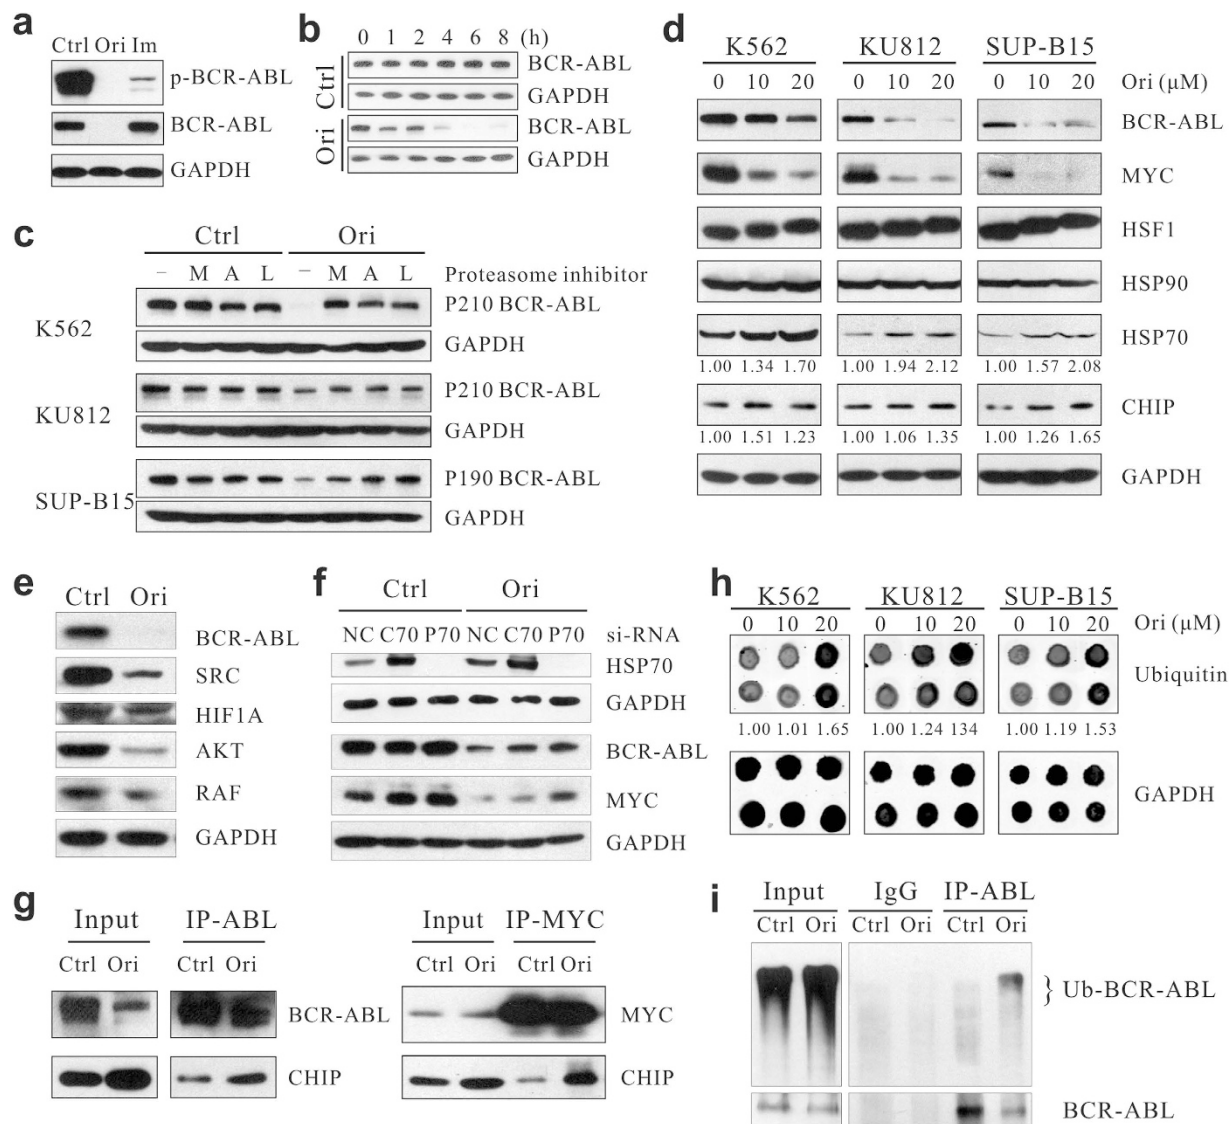 a
Ctrl Ori Im
p-BCR-ABL
BCR-ABL
GAPDH
b
0 1 2 4 6 8 (h)
Ctrl
BCR-ABL
GAPDH
Ori
BCR-ABL
GAPDH
c
Ctrl Ori
– M A L – M A L Proteasome inhibitor
K562
P210 BCR-ABL
GAPDH
KU812
P210 BCR-ABL
GAPDH
SUP-B15
P190 BCR-ABL
GAPDH
d
K562 KU812 SUP-B15
0 10 20 0 10 20 0 10 20 Ori (μM)
BCR-ABL
MYC
HSF1
HSP90
HSP70
1.00 1.34 1.70 1.00 1.94 2.12 1.00 1.57 2.08
CHIP
1.00 1.51 1.23 1.00 1.06 1.35 1.00 1.26 1.65
GAPDH
e
Ctrl Ori
BCR-ABL
SRC
HIF1A
AKT
RAF
GAPDH
f
Ctrl Ori
NC C70 P70 NC C70 P70 si-RNA
HSP70
GAPDH
BCR-ABL
MYC
GAPDH
g
Input IP-ABL
Ctrl Ori Ctrl Ori
BCR-ABL
CHIP
Input IP-MYC
Ctrl Ori Ctrl Ori
MYC
CHIP
h
K562 KU812 SUP-B15
0 10 20 0 10 20 0 10 20 Ori (μM)
Ubiquitin
1.00 1.01 1.65 1.00 1.24 134 1.00 1.19 1.53
GAPDH
i
Input IgG IP-ABL
Ctrl Ori Ctrl Ori Ctrl Ori
} Ub-BCR-ABL
BCR-ABL